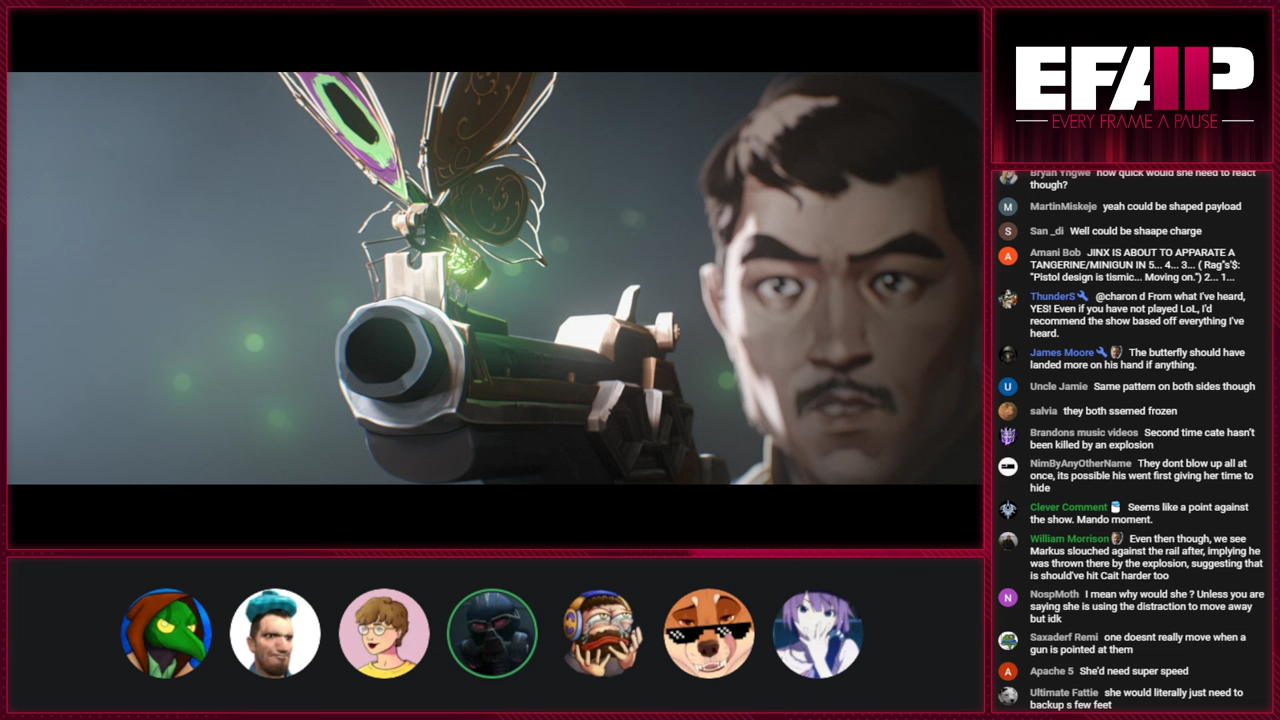 EFAP
EVERY FRAME A PAUSE
Bryan Yngwe how quick would she need to react
though?
M MartinMiskeje yeah could be shaped payload
S San _di Well could be shaape charge
A Amani Bob JINX IS ABOUT TO APPARATE A
TANGERINE/MINIGUN IN 5... 4... 3... ( Rag"s'$:
"Pistol design is tismic... Moving on.") 2... 1...
ThunderS @charon d From what I've heard,
YES! Even if you have not played LoL, I'd
recommend the show based off everything I've
heard.
James Moore The butterfly should have
landed more on his hand if anything.
U Uncle Jamie Same pattern on both sides though
salvia they both ssemed frozen
Brandons music videos Second time cate hasn't
been killed by an explosion
NimByAnyOtherName They dont blow up all at
once, its possible his went first giving her time to
hide
Clever Comment Seems like a point against
the show. Mando moment.
William Morrison Even then though, we see
Markus slouched against the rail after, implying he
was thrown there by the explosion, suggesting that
is should've hit Cait harder too
N NospMoth I mean why would she ? Unless you are
saying she is using the distraction to move away
but idk
Saxaderf Remi one doesnt really move when a
gun is pointed at them
A Apache 5 She'd need super speed
Ultimate Fattie she would literally just need to
backup s few feet